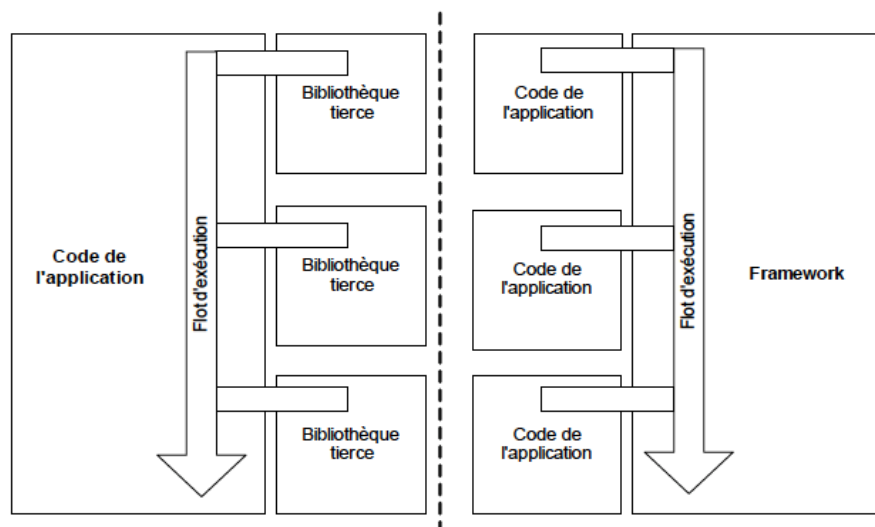 Code de
l'application
Flot d'exécution
Bibliothèque
tierce
Bibliothèque
tierce
Bibliothèque
tierce
Code de
l'application
Code de
l'application
Code de
l'application
Flot d'exécution
Framework